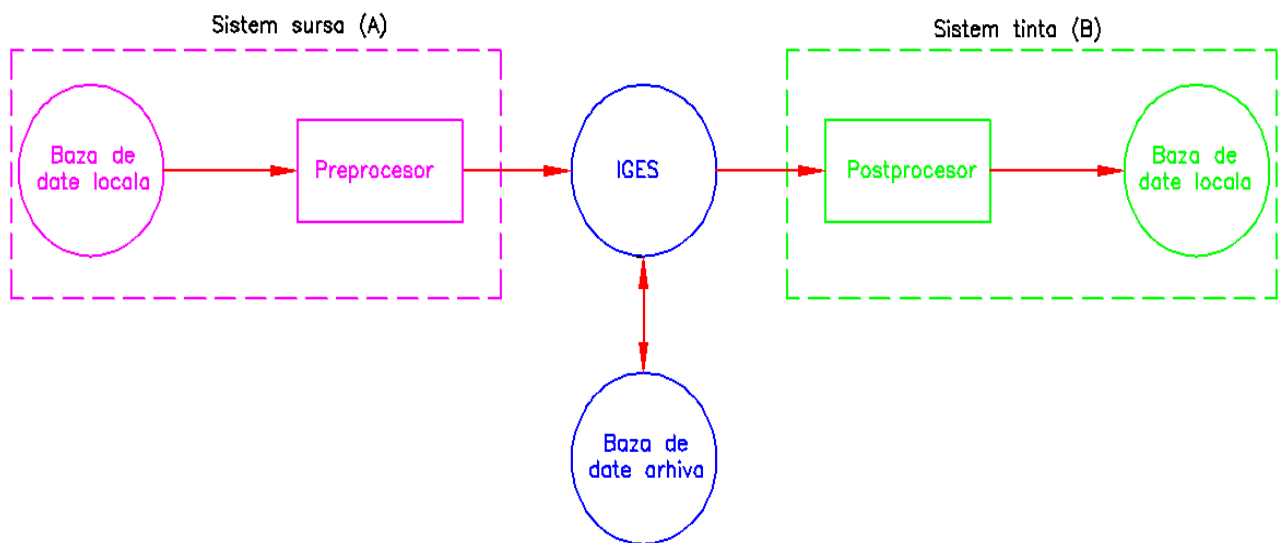 Sistem sursa (A)
Sistem tinta (B)
Baza de
date locala
Preprocesor
IGES
Postprocesor
Baza de
date locala
Baza de
date arhiva